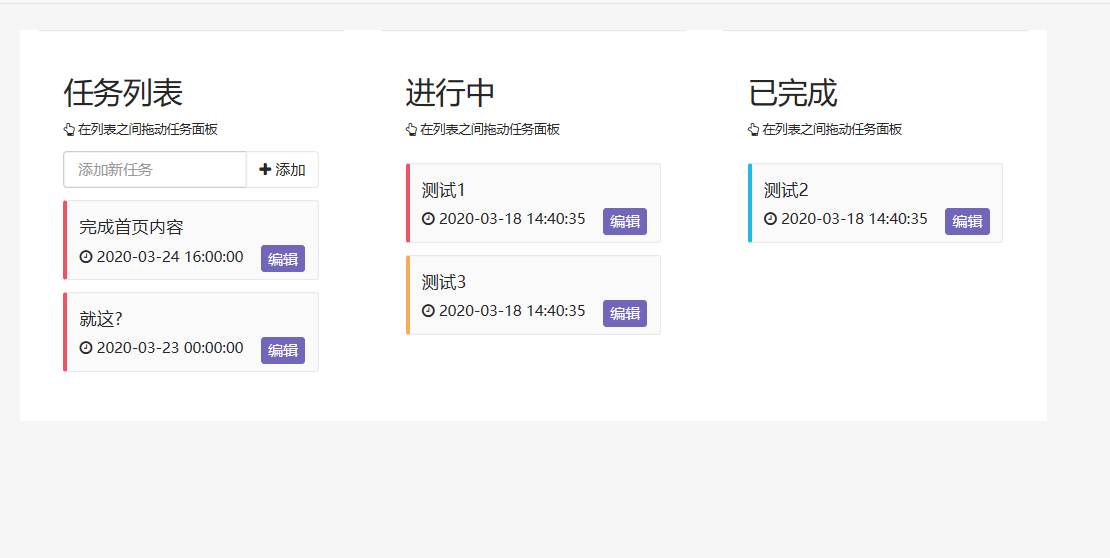 任务列表
在列表之间拖动任务面板
添加新任务
添加
完成首页内容
2020-03-24 16:00:00
编辑
就这?
2020-03-23 00:00:00
编辑
进行中
在列表之间拖动任务面板
测试1
2020-03-18 14:40:35
编辑
测试3
2020-03-18 14:40:35
编辑
已完成
在列表之间拖动任务面板
测试2
2020-03-18 14:40:35
编辑